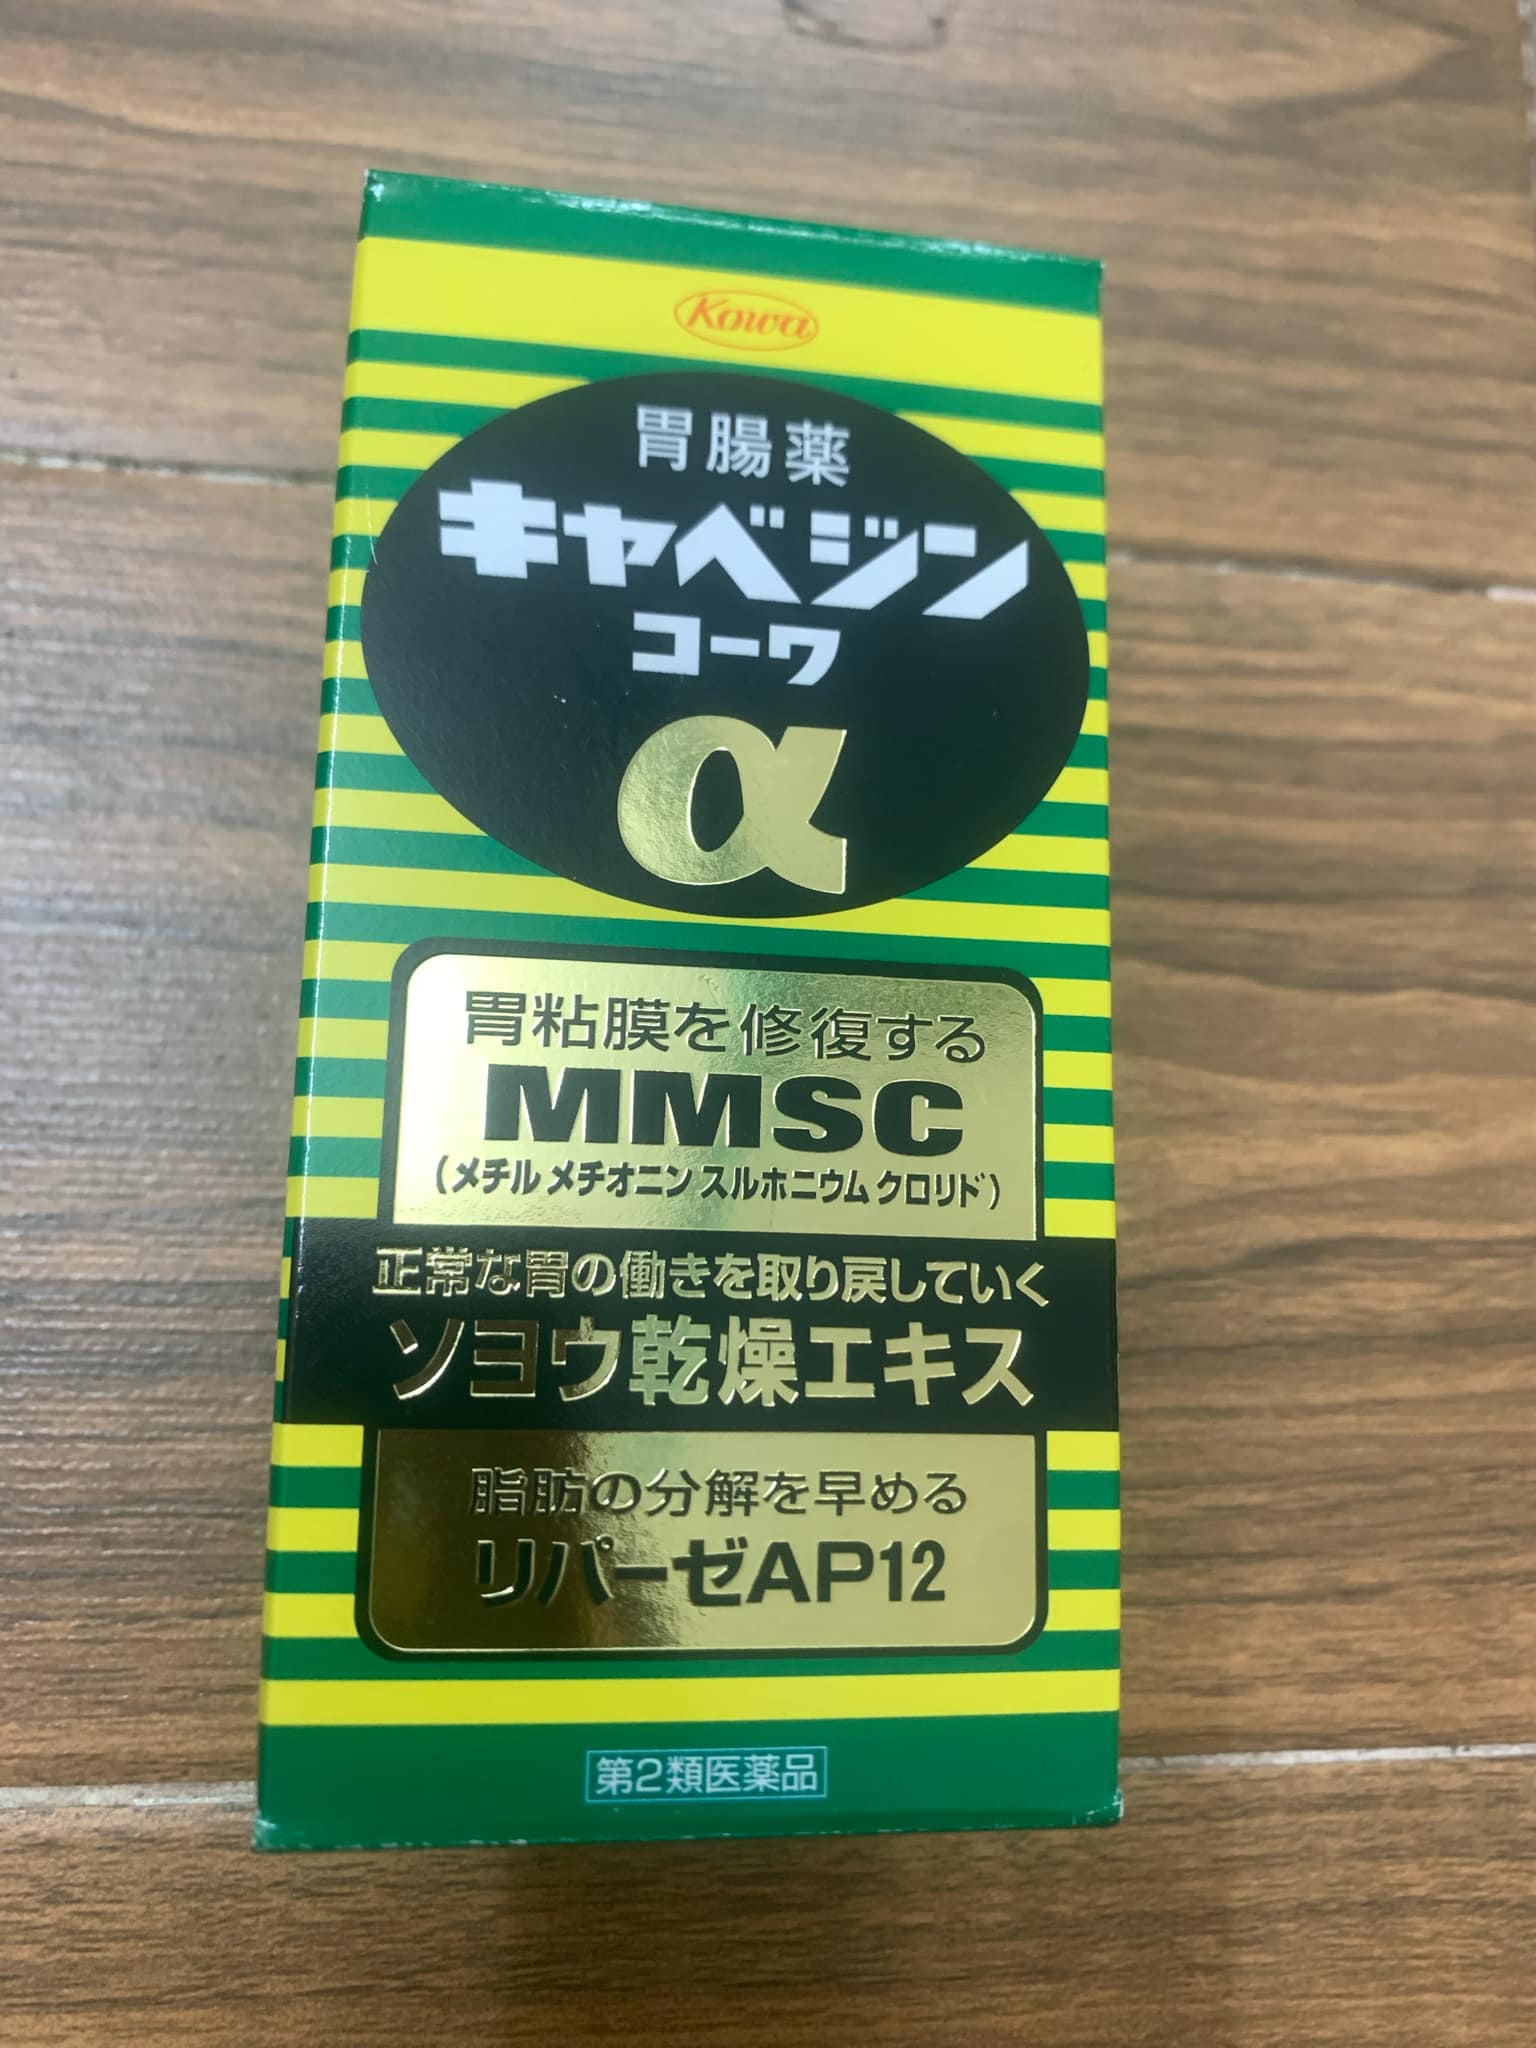 Kowa
胃腸薬
キャベジン
コーワ
α
胃粘膜を修復する
MMSC
(メチルメチオニンスルホニウムクロリド)
正常な胃の働きを取り戻していく
ソヨウ乾燥エキス
脂肪の分解を早める
リパーゼAP12
第2類医薬品